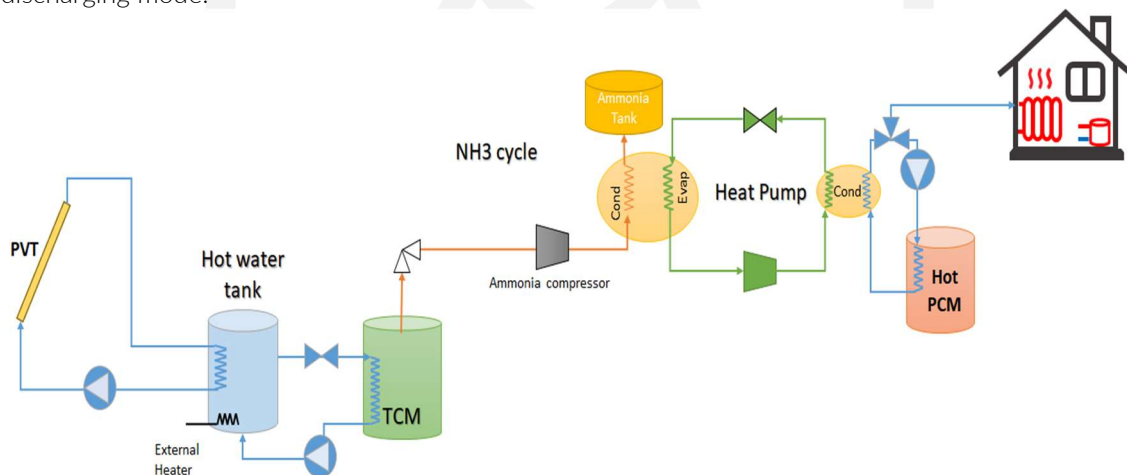 discharging mode.
Ammonia
Tank
NH3 cycle
Cond
Evap
Heat Pump
Cond
PVT
Hot water
tank
Ammonia compressor
Hot
PCM
TCM
External
Heater